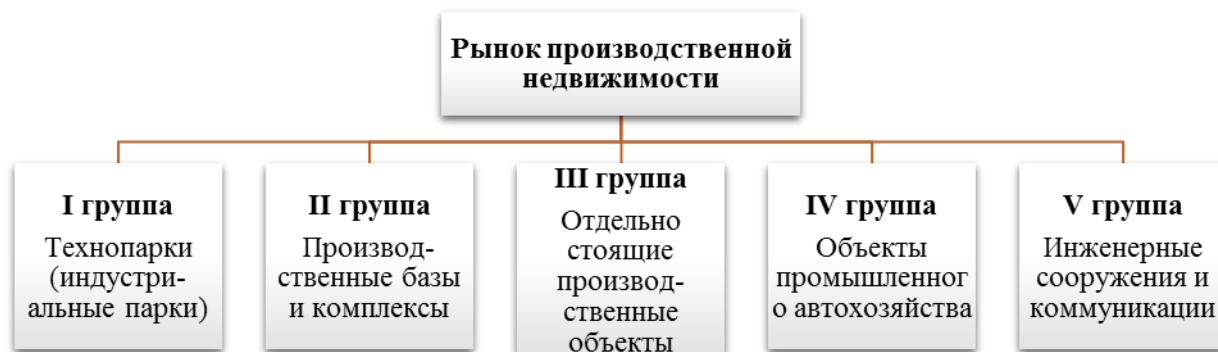 Рынок производственной
недвижимости
I группа
Технопарки
(индустри-
альные парки)
II группа
Производ-
ственные базы
и комплексы
III группа
Отдельно
стоящие
производ-
ственные
объекты
IV группа
Объекты
промышленног
о автохозяйства
V группа
Инженерные
сооружения и
коммуникации